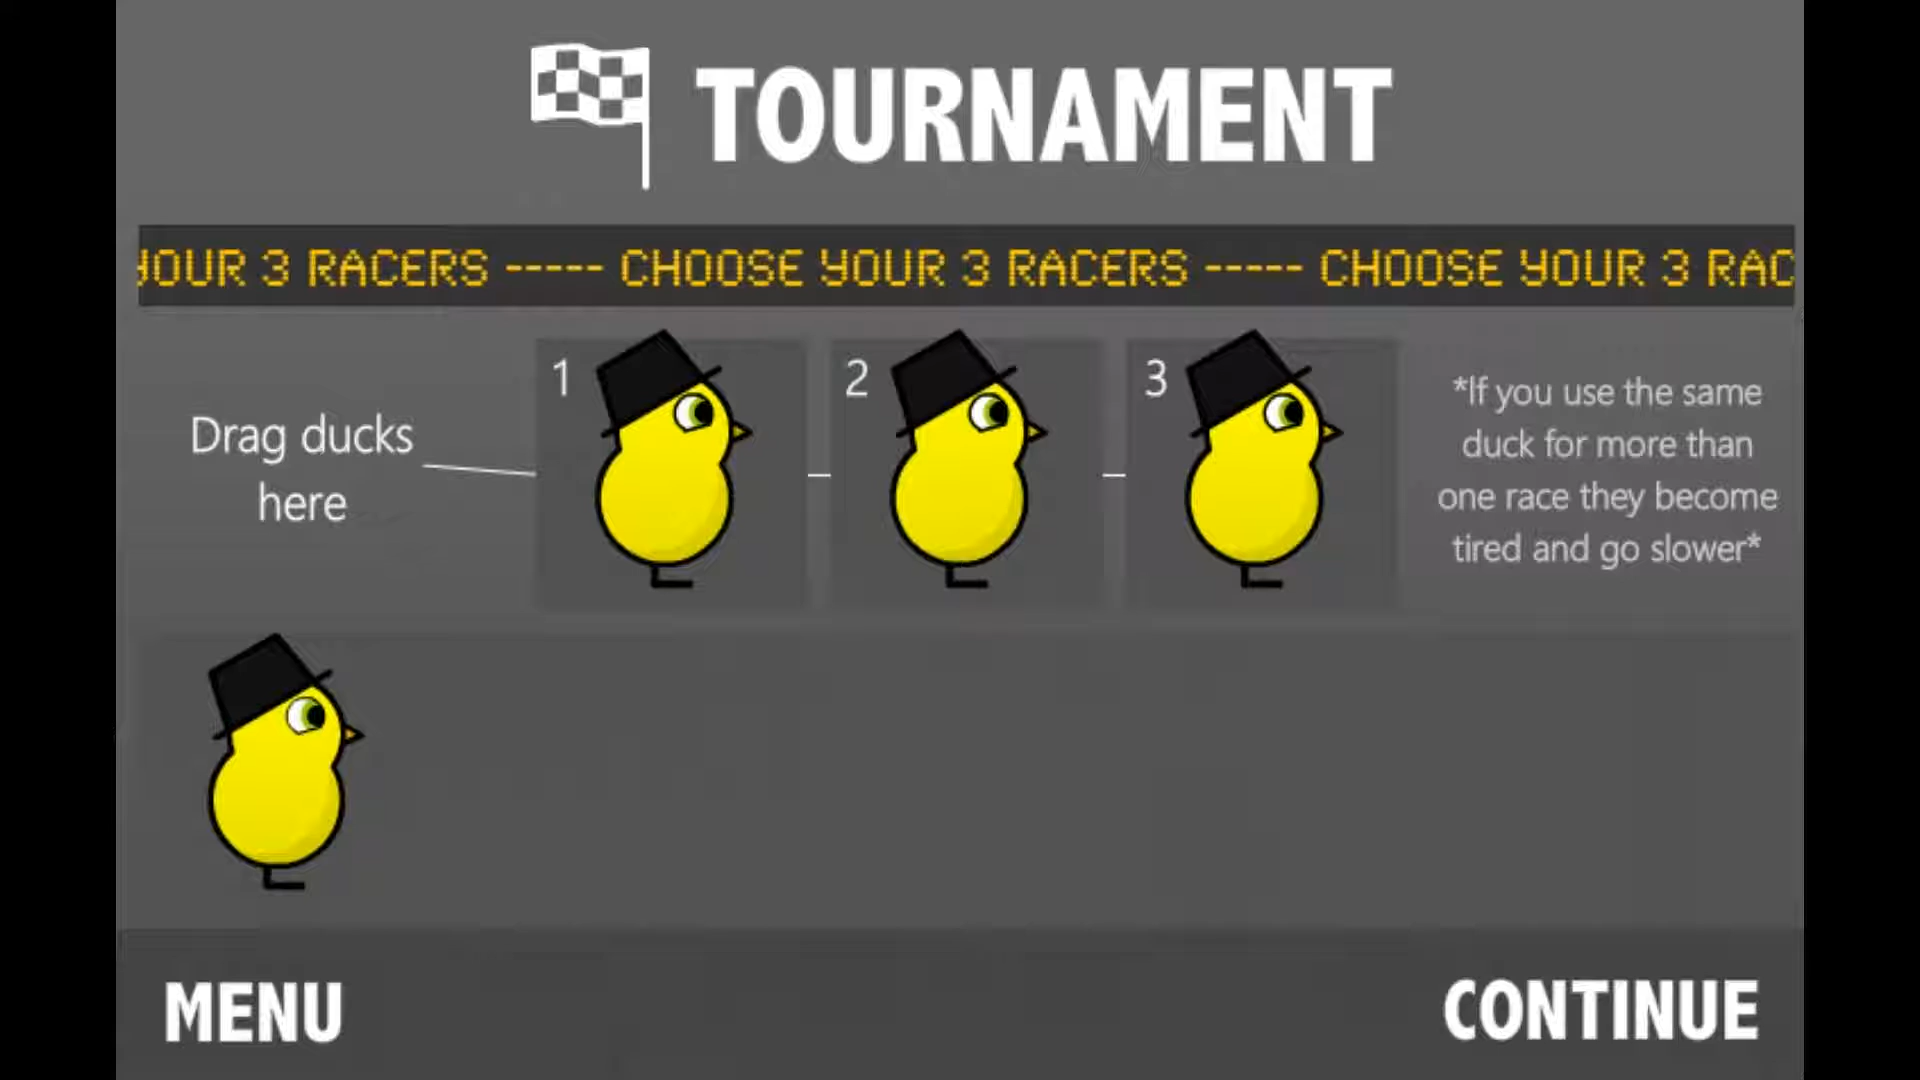 TOURNAMENT
YOUR 3 RACERS ----- CHOOSE YOUR 3 RACERS ----- CHOOSE YOUR 3 RAC
Drag ducks
here
1
2
3
*If you use the same
duck for more than
one race they become
tired and go slower*
MENU
CONTINUE